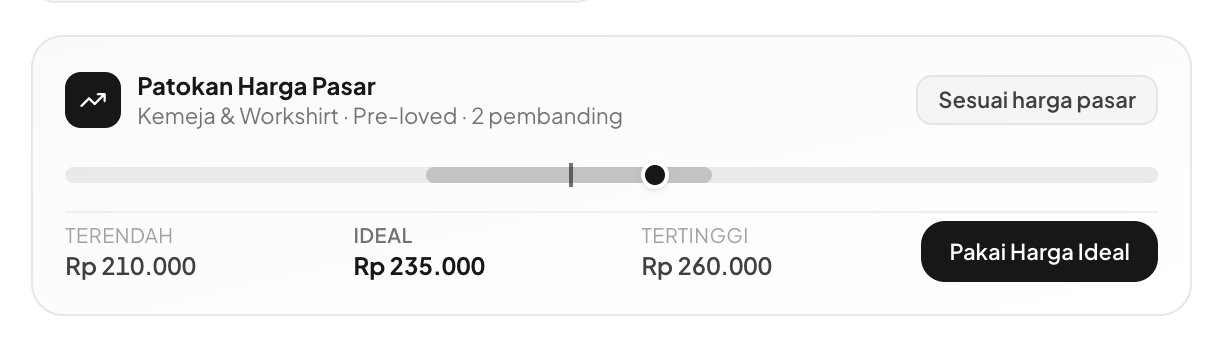 Patokan Harga Pasar
Kemeja & Workshirt · Pre-loved · 2 pembanding
Sesuai harga pasar
TERENDAH
Rp 210.000
IDEAL
Rp 235.000
TERTINGGI
Rp 260.000
Pakai Harga Ideal